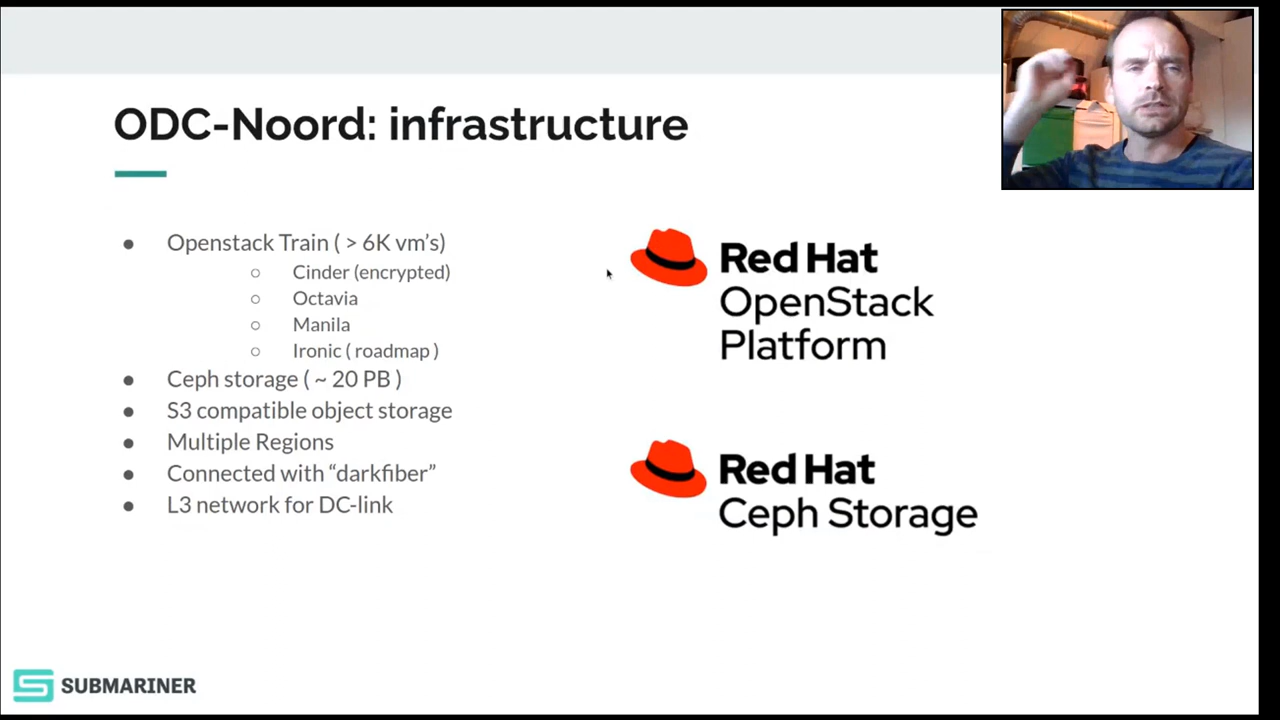 ODC-Noord: infrastructure
● Openstack Train ( > 6K vm's)
○ Cinder (encrypted)
○ Octavia
○ Manila
○ Ironic ( roadmap )
● Ceph storage ( ~ 20 PB )
● S3 compatible object storage
● Multiple Regions
● Connected with “darkfiber”
● L3 network for DC-link
Red Hat
OpenStack
Platform
Red Hat
Ceph Storage
SUBMARINER